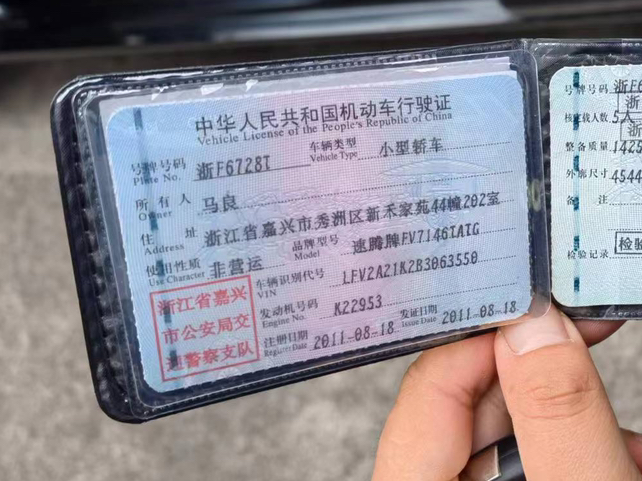 中华人民共和国机动车行驶证
Vehicle License of the People's Republic of China
号牌号码 浙F6728T 车辆类型 小型轿车
Plate No. Vehicle Type
所有人 马良
Owner
住址 浙江省嘉兴市秀洲区新禾家苑44幢202室
Address
使用性质 非营运 品牌型号 速腾牌FV7146TATG
Use Character Model
车辆识别代号 LFV2A21K2B3063550
VIN
发动机号码 K22953
Engine No.
注册日期 2011-08-18 发证日期 2011-08-18
Register Date Issue Date
浙江省嘉兴
市公安局交
通警察支队
号牌号码 浙F6
核定载人数 5人
整备质量 1425
外廓尺寸 4544
备注
检验记录 检验